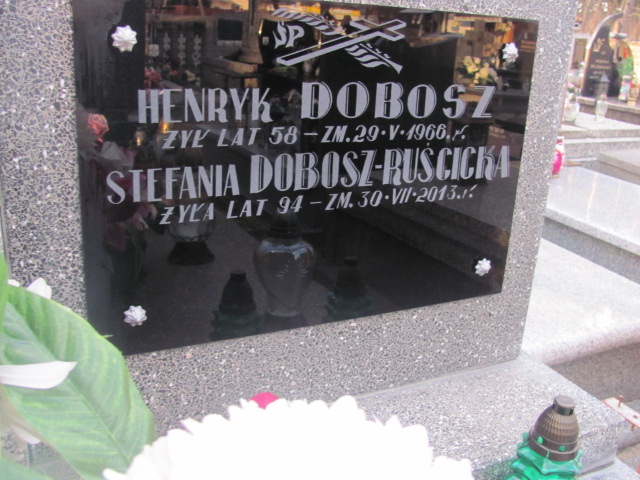 ŚP
HENRYK DOBOSZ
ŻYŁ LAT 58 – ZM. 29·V·1966.r.
STEFANIA DOBOSZ-RUŚCICKA
ŻYŁA LAT 94 – ZM. 30·VII·2013.r.